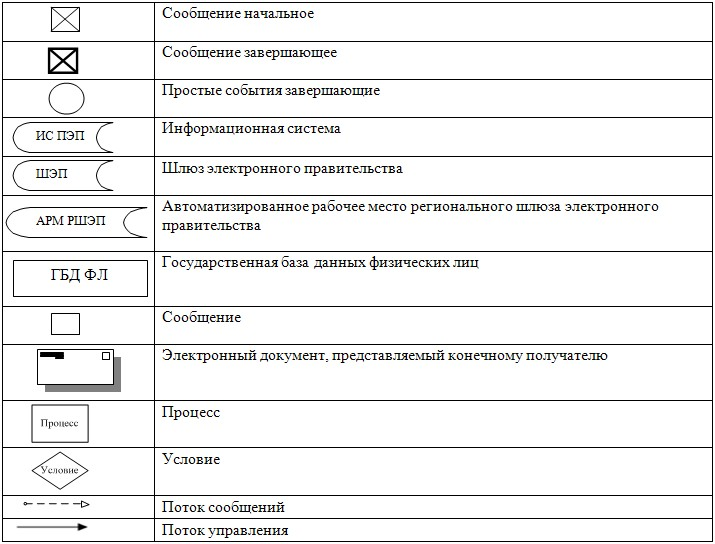 Сообщение начальное
Сообщение завершающее
Простые события завершающие
ИС ПЭП
Информационная система
ШЭП
Шлюз электронного правительства
АРМ РШЭП
Автоматизированное рабочее место регионального шлюза электронного
правительства
ГБД ФЛ
Государственная база данных физических лиц
Сообщение
Электронный документ, представляемый конечному получателю
Процесс
Процесс
Условие
Условие
Поток сообщений
Поток управления